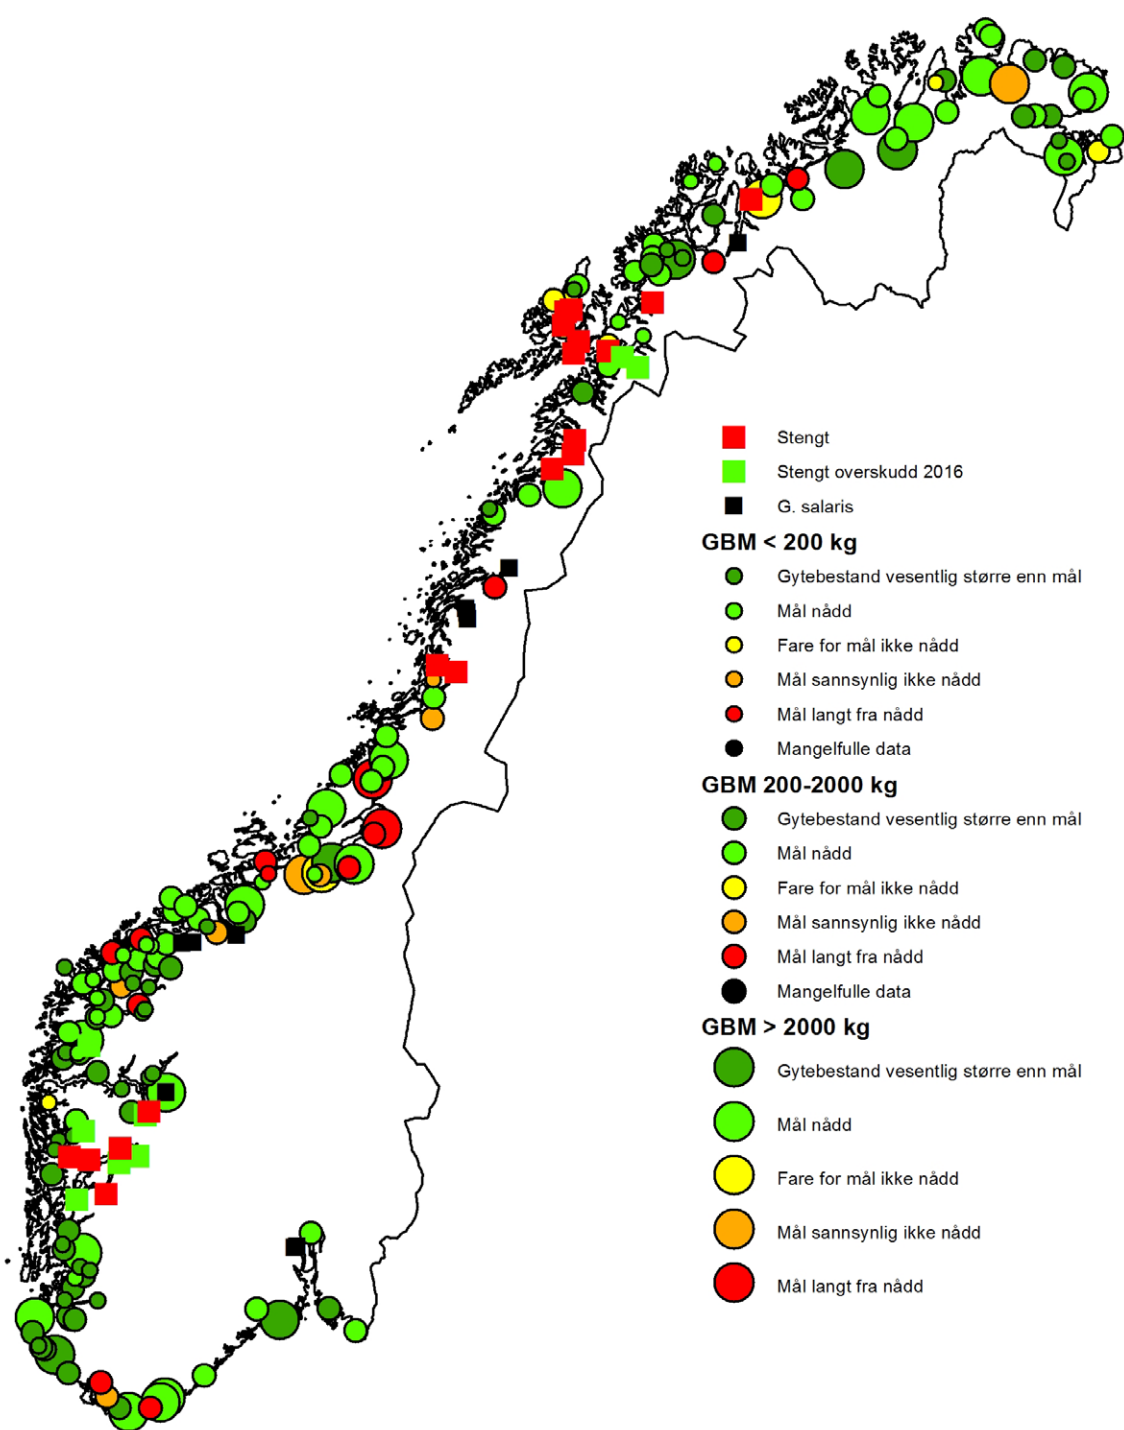 Stengt
Stengt overskudd 2016
G. salaris
GBM < 200 kg
Gytebestand vesentlig større enn mål
Mål nådd
Fare for mål ikke nådd
Mål sannsynlig ikke nådd
Mål langt fra nådd
Mangelfulle data
GBM 200-2000 kg
Gytebestand vesentlig større enn mål
Mål nådd
Fare for mål ikke nådd
Mål sannsynlig ikke nådd
Mål langt fra nådd
Mangelfulle data
GBM > 2000 kg
Gytebestand vesentlig større enn mål
Mål nådd
Fare for mål ikke nådd
Mål sannsynlig ikke nådd
Mål langt fra nådd